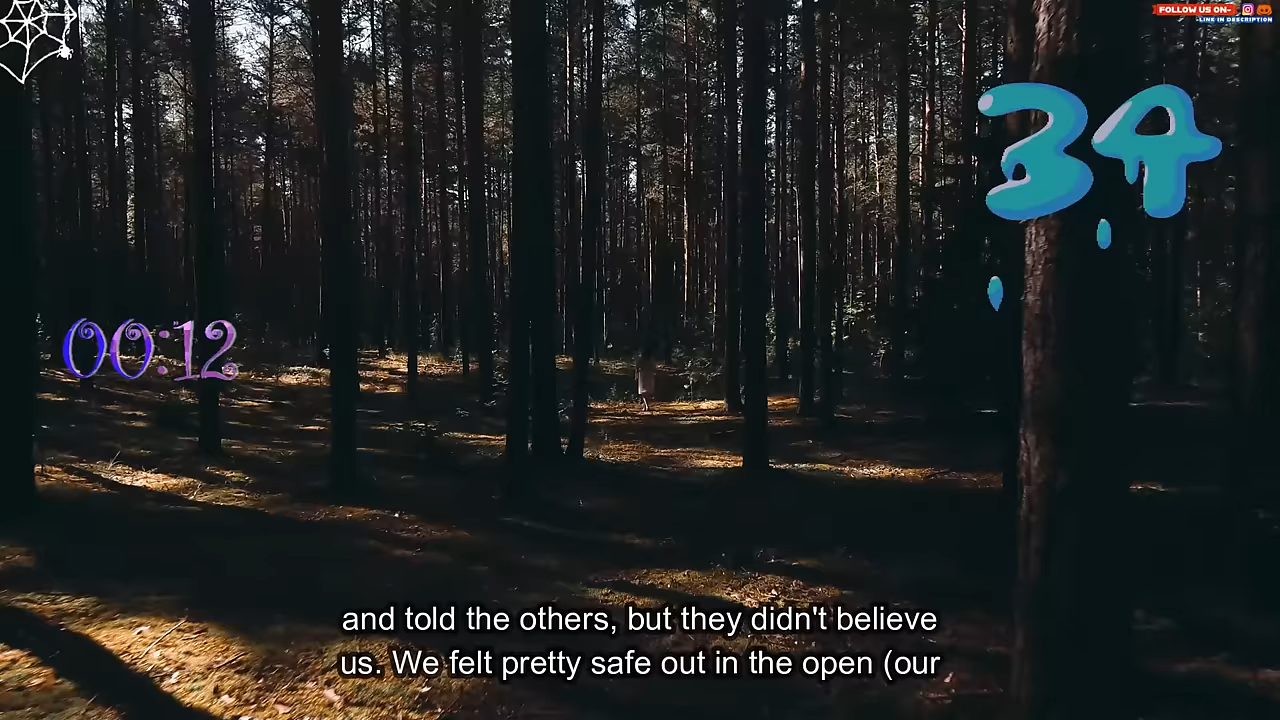 FOLLOW US ON-
-LINK IN DESCRIPTION
34
00:12
and told the others, but they didn't believe
us. We felt pretty safe out in the open (our